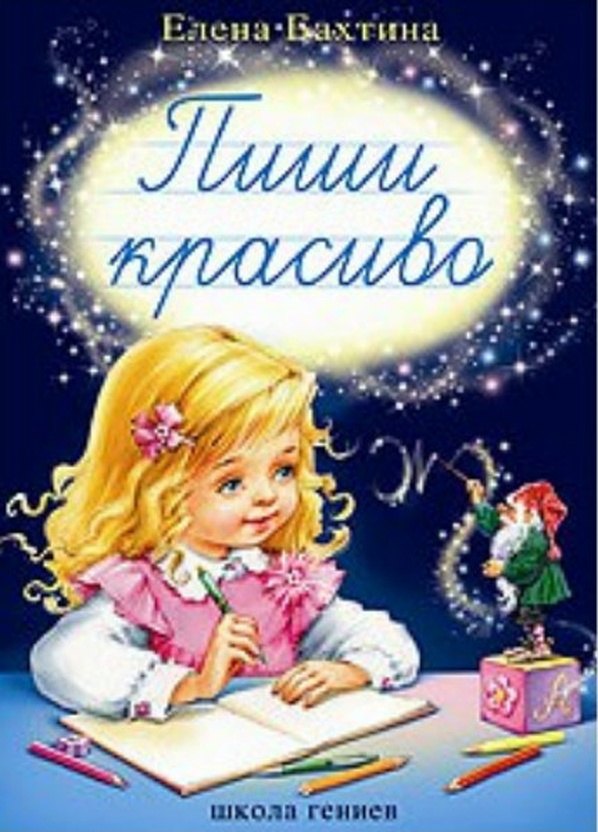 Елена Бахтина
Пиши
красиво
А
школа гениев